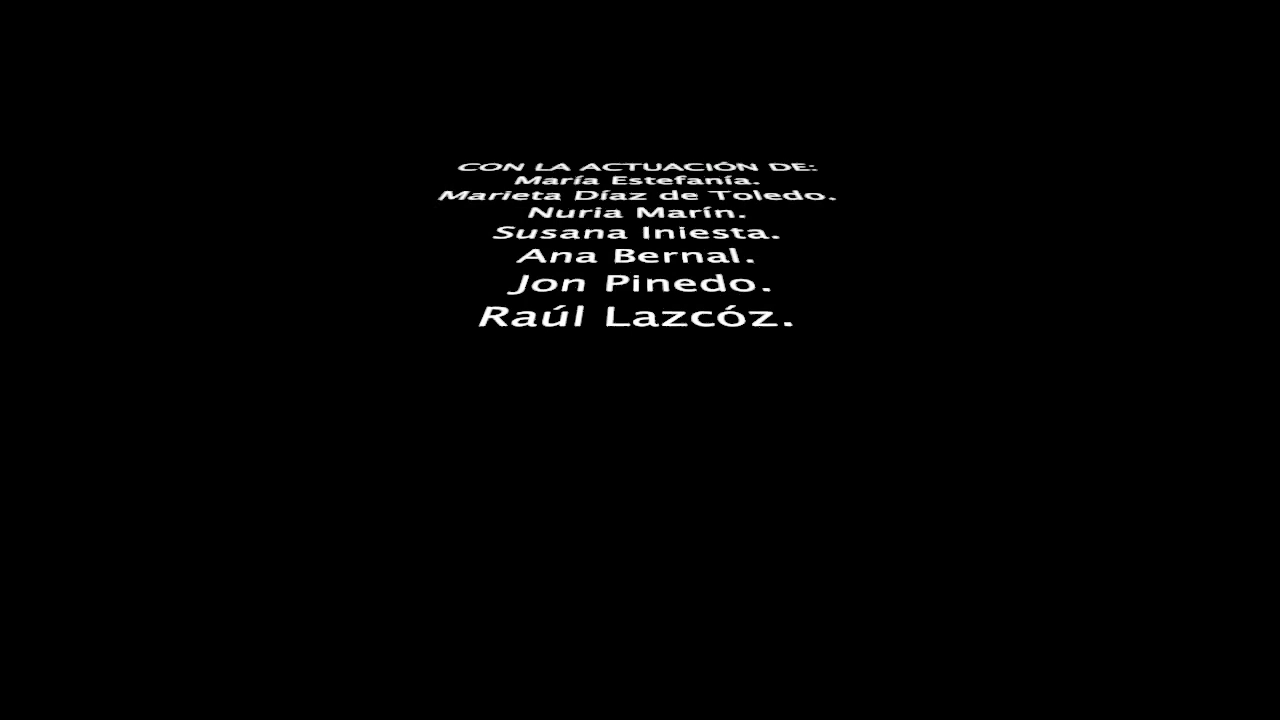 CON LA ACTUACIÓN DE:
María Estefanía.
Marieta Díaz de Toledo.
Nuria Marín.
Susana Iniesta.
Ana Bernal.
Jon Pinedo.
Raúl Lazcóz.